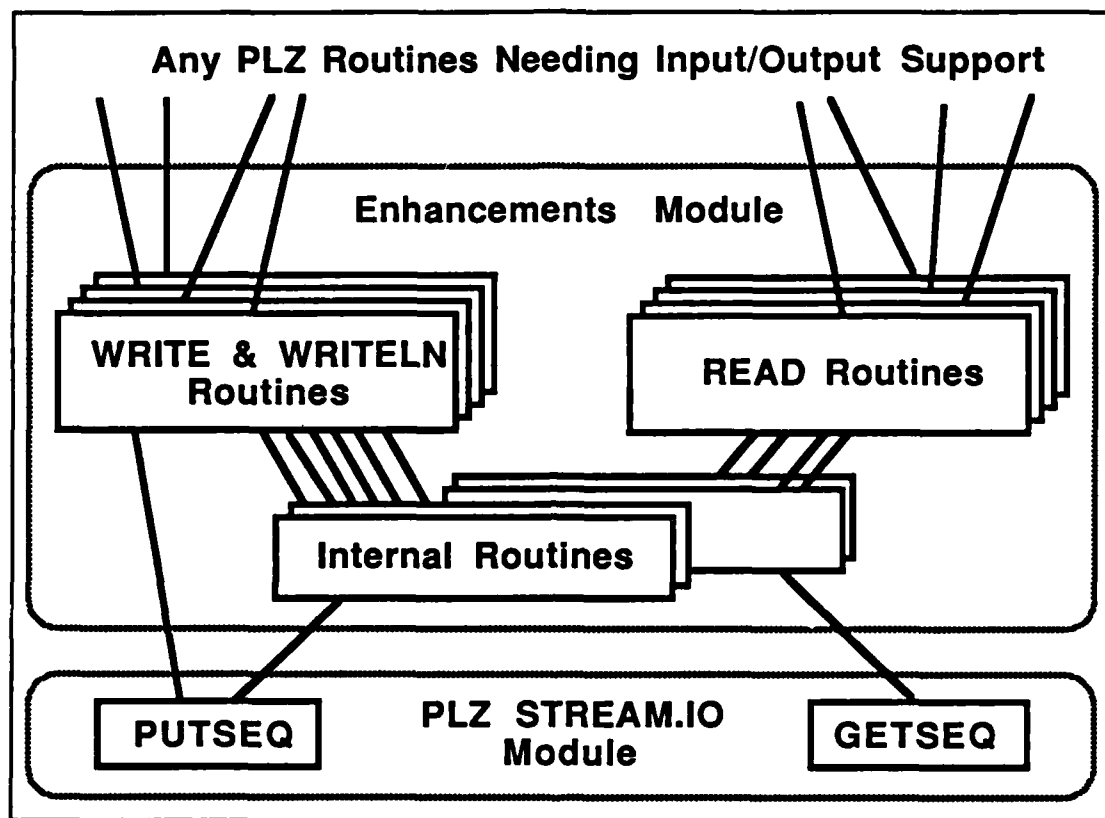 Any PLZ Routines Needing Input/Output Support
Enhancements Module
WRITE & WRITELN
Routines
READ Routines
Internal Routines
PUTSEQ
PLZ STREAM.IO
Module
GETSEQ